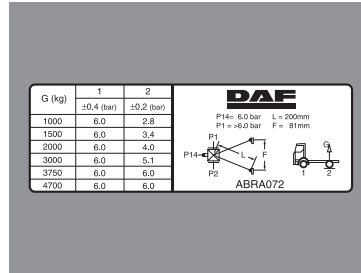 G (kg) 1 2
±0.4 (bar) ±0.2 (bar)
1000 6.0 2.8
1500 6.0 3.4
2000 6.0 4.0
3000 6.0 5.1
3750 6.0 6.0
4700 6.0 6.0
DAF
P14= 6.0 bar L = 200mm
P1 = >6.0 bar F = 81mm
P1
P14 L F
P2
G
1 2
ABRA072